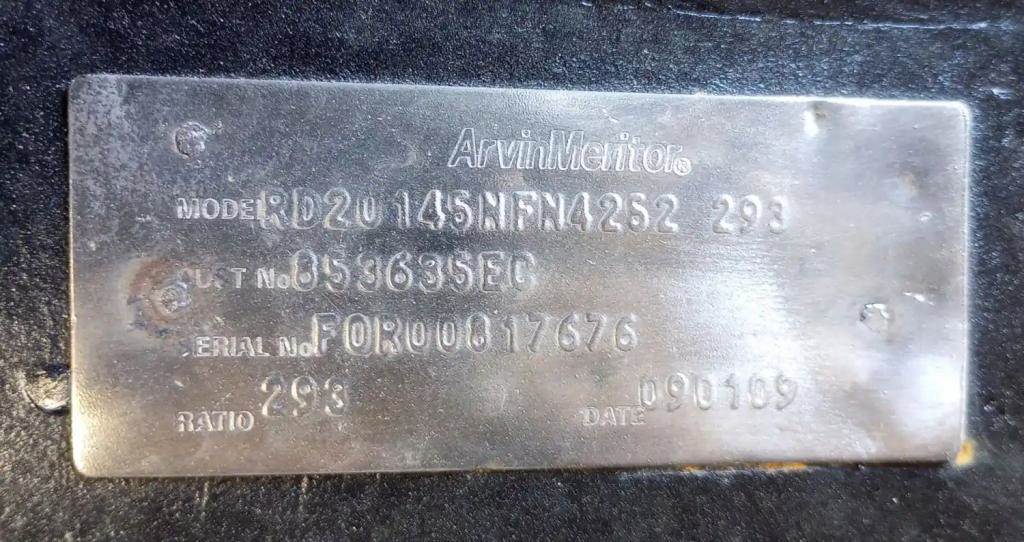 ArvinMeritor®
MODEL RD20145NFN4252 293
CUST No. 853635EC
SERIAL No. FOR00817676
RATIO 293 DATE 090109